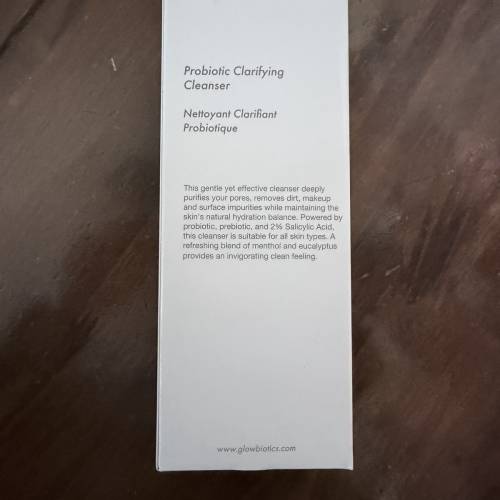 Probiotic Clarifying
Cleanser
Nettoyant Clarifiant
Probiotique
This gentle yet effective cleanser deeply
purifies your pores, removes dirt, makeup
and surface impurities while maintaining the
skin's natural hydration balance. Powered by
probiotic, prebiotic, and 2% Salicylic Acid,
this cleanser is suitable for all skin types. A
refreshing blend of menthol and eucalyptus
provides an invigorating clean feeling.
www.glowbiotics.com